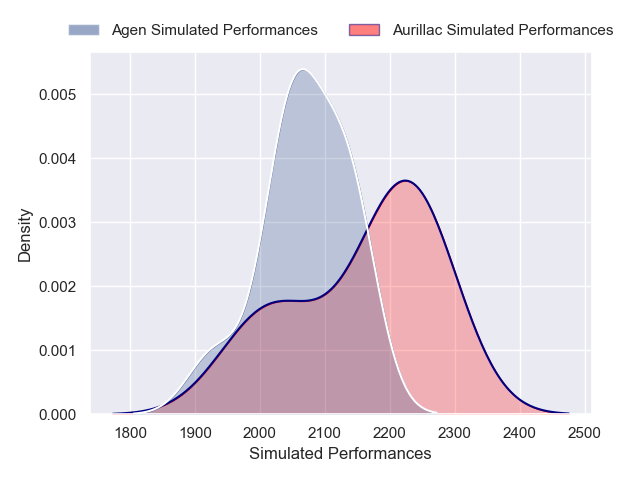 Agen Simulated Performances Aurillac Simulated Performances
0.005
0.004
0.003
0.002
0.001
0.000
Density
1800 1900 2000 2100 2200 2300 2400 2500
Simulated Performances